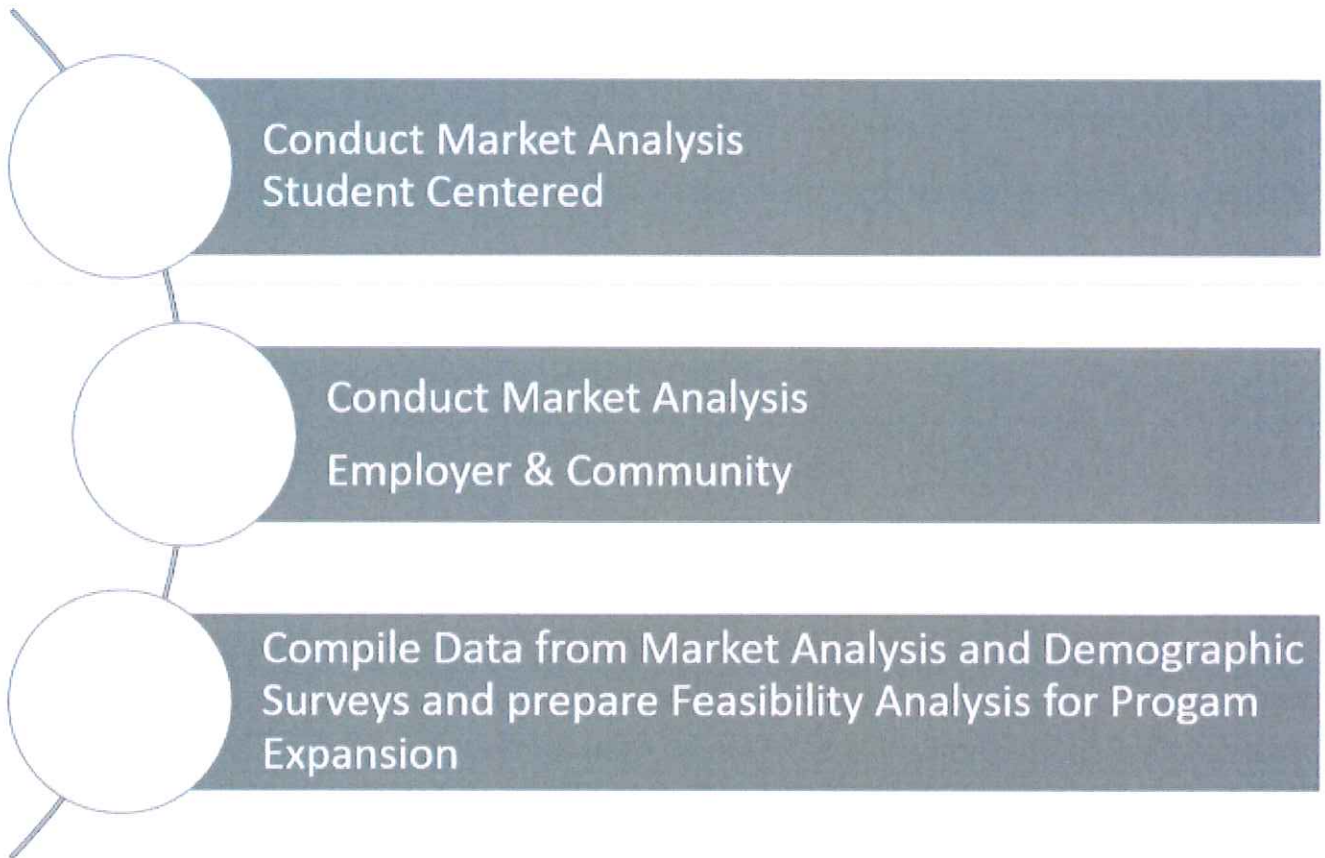 Conduct Market Analysis
Student Centered
Conduct Market Analysis
Employer & Community
Compile Data from Market Analysis and Demographic
Surveys and prepare Feasibility Analysis for Progam
Expansion